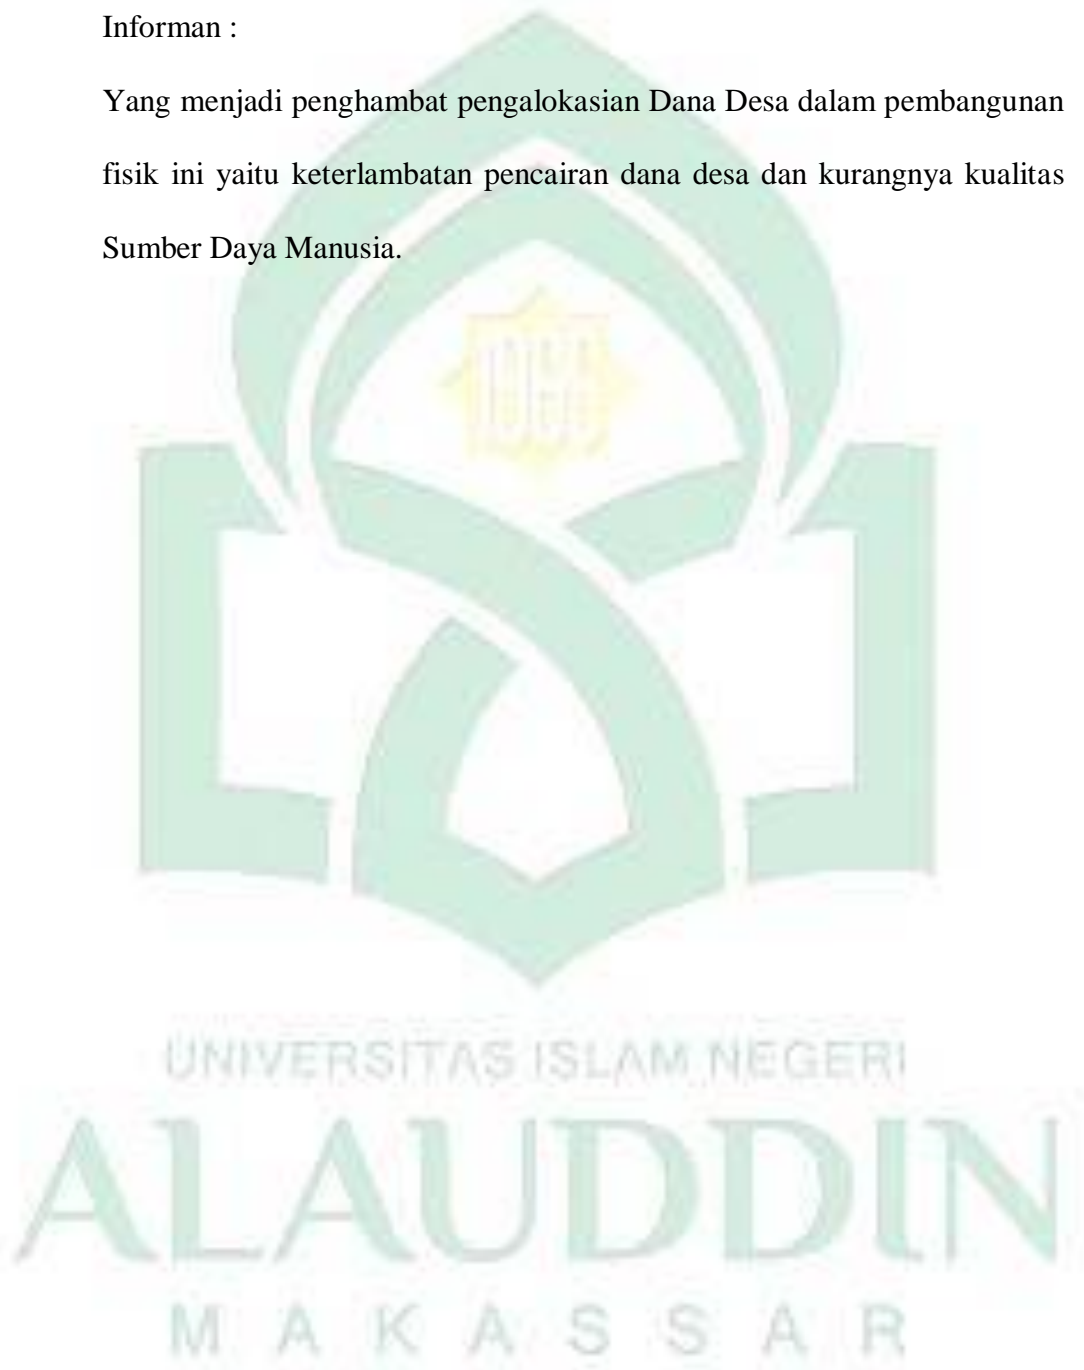 Informan :
Yang menjadi penghambat pengalokasian Dana Desa dalam pembangunan
fisik ini yaitu keterlambatan pencairan dana desa dan kurangnya kualitas
Sumber Daya Manusia.
UNIVERSITAS ISLAM NEGERI
ALAUDDIN
MAKASSAR